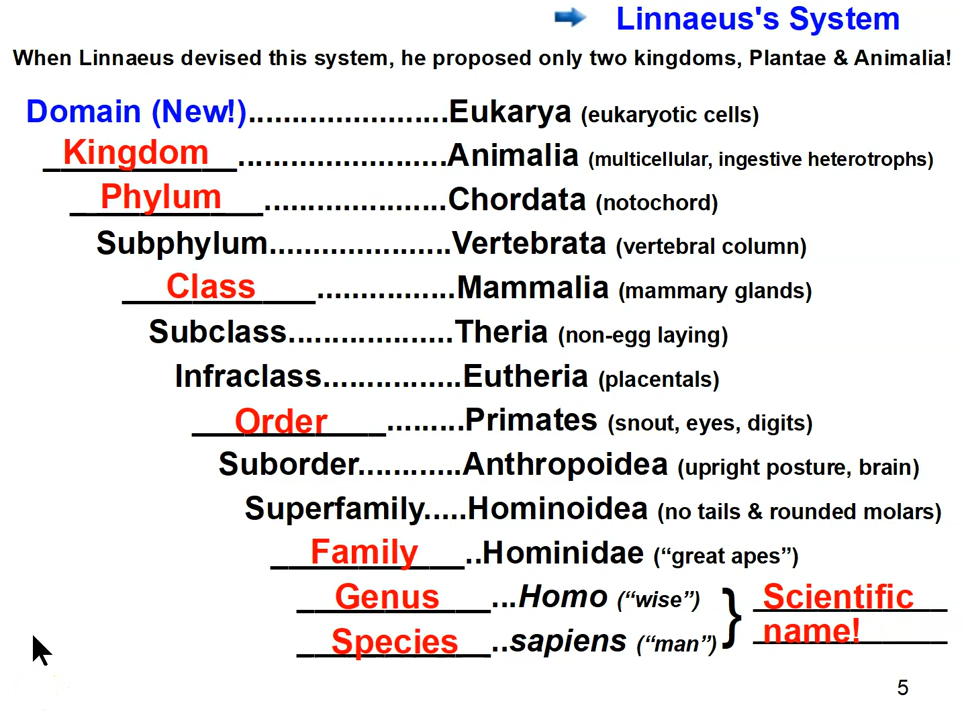 Linnaeus's System
When Linnaeus devised this system, he proposed only two kingdoms, Plantae & Animalia!
Domain (New!).......................Eukarya (eukaryotic cells)
Kingdom........................Animalia (multicellular, ingestive heterotrophs)
Phylum.....................Chordata (notochord)
Subphylum.....................Vertebrata (vertebral column)
Class................Mammalia (mammary glands)
Subclass...................Theria (non-egg laying)
Infraclass................Eutheria (placentals)
Order.........Primates (snout, eyes, digits)
Suborder............Anthropoidea (upright posture, brain)
Superfamily.....Hominoidea (no tails & rounded molars)
Family..Hominidae (“great apes”)
Genus...Homo (“wise”) } Scientific
Species..sapiens (“man”) name!
5